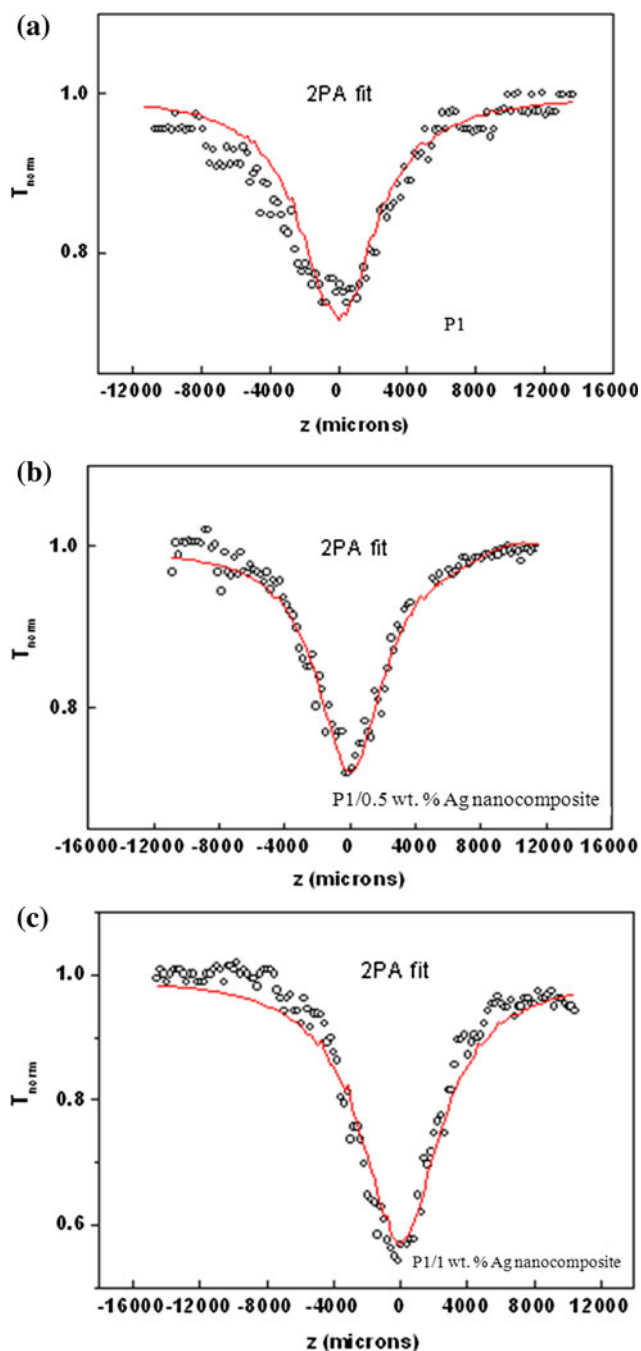 (a)
1.0
0.8
T norm
2PA fit
P1
-12000 -8000 -4000 0 4000 8000 12000 16000
z (microns)
(b)
1.0
0.8
T norm
2PA fit
P1/0.5 wt. % Ag nanocomposite
-16000 -12000 -8000 -4000 0 4000 8000 12000 16000
z (microns)
(c)
1.0
0.8
0.6
T norm
2PA fit
P1/1 wt. % Ag nanocomposite
-16000 -12000 -8000 -4000 0 4000 8000 12000
z (microns)